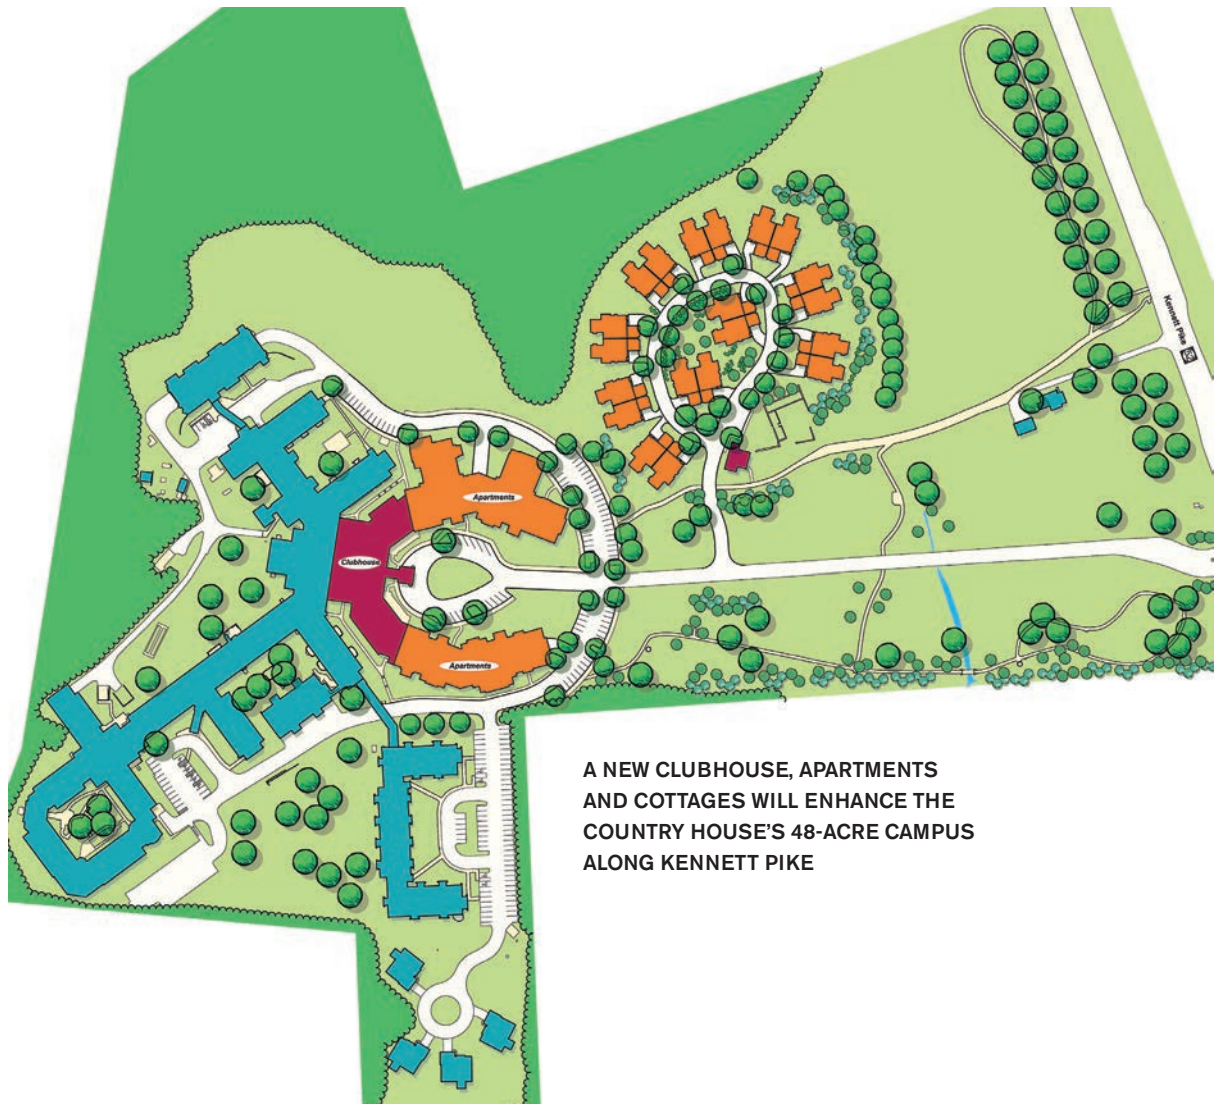 Kennett Pike
Apartments
Clubhouse
Apartments
A NEW CLUBHOUSE, APARTMENTS
AND COTTAGES WILL ENHANCE THE
COUNTRY HOUSE’S 48-ACRE CAMPUS
ALONG KENNETT PIKE